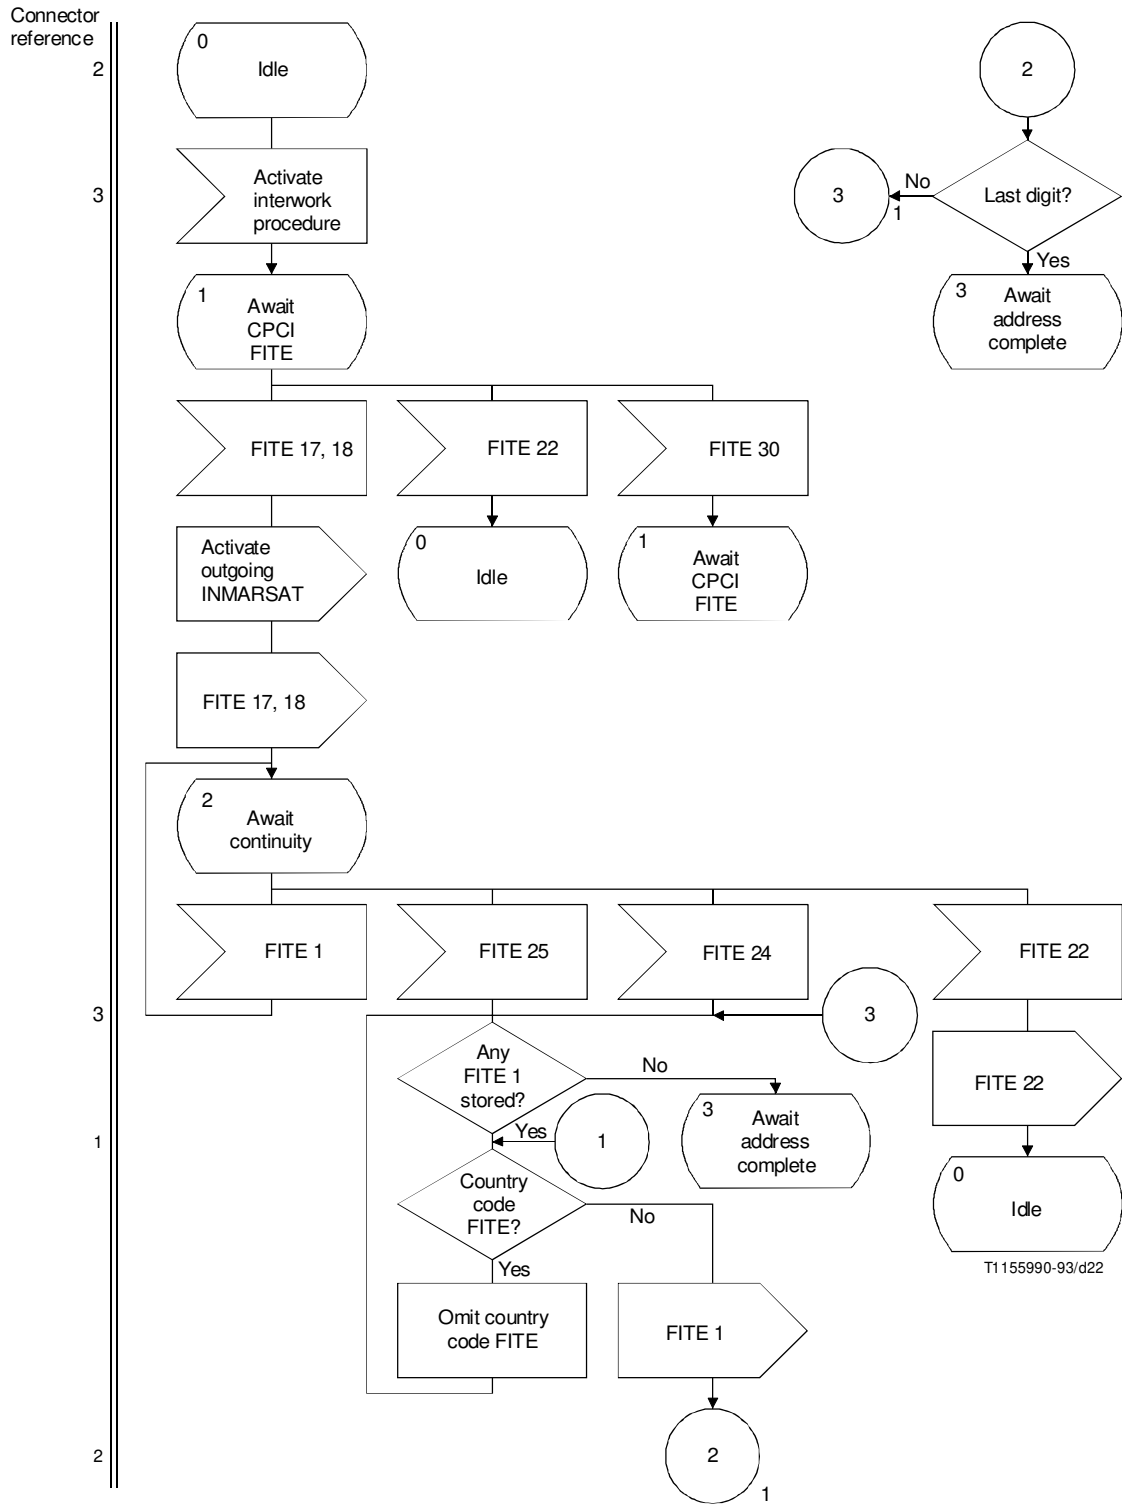 Connector
reference
2
0
Idle
2
3
Activate
interwork
procedure
3
No
1
Last digit?
Yes
1
Await
CPCI
FITE
3
Await
address
complete
FITE 17, 18
FITE 22
FITE 30
Activate
outgoing
INMARSAT
0
Idle
1
Await
CPCI
FITE
FITE 17, 18
2
Await
continuity
FITE 1
FITE 25
FITE 24
FITE 22
3
3
Any
FITE 1
stored?
No
FITE 22
3
Await
address
complete
1
Yes
1
Country
code
FITE?
No
0
Idle
Yes
T1155990-93/d22
Omit country
code FITE
FITE 1
2
2
1